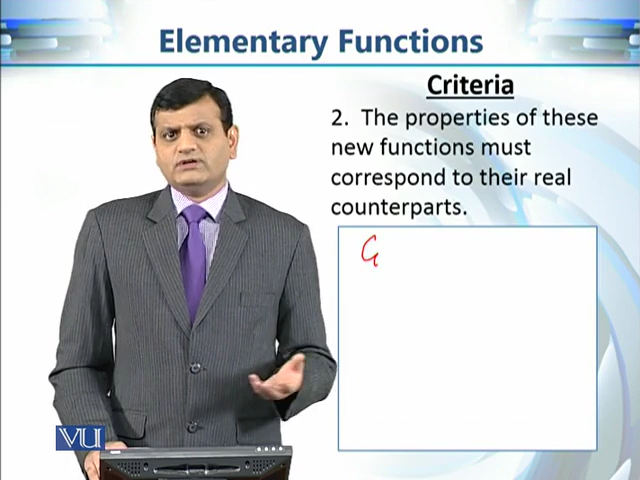 Elementary Functions
Criteria
2. The properties of these
new functions must
correspond to their real
counterparts.
VU